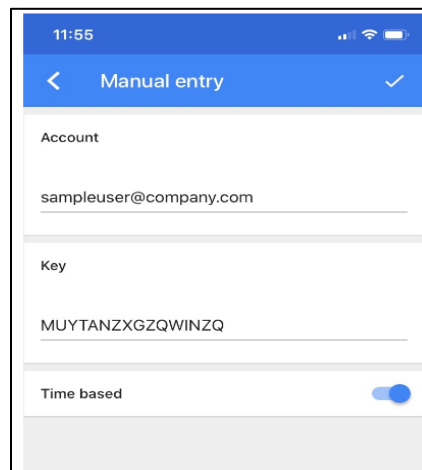 11:55
Manual entry
Account
sampleuser@company.com
Key
MUYTANZXGZQWINZQ
Time based